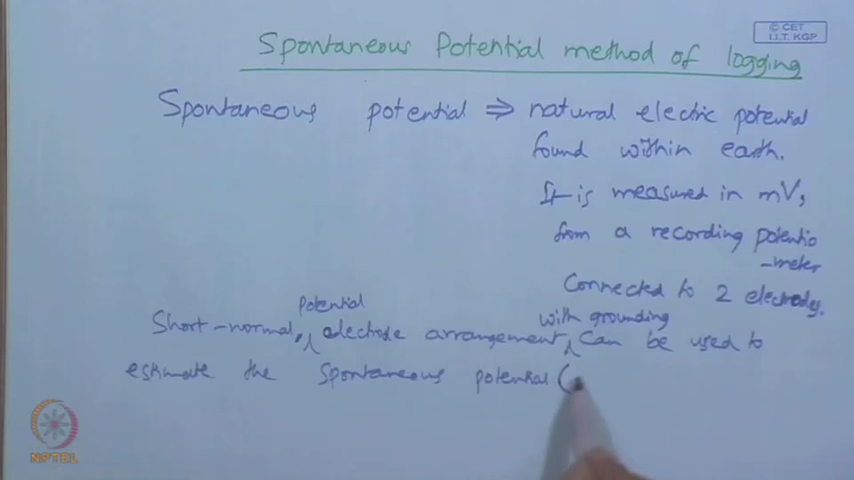 © CET
I.I.T. KGP
Spontaneous Potential method of logging
Spontaneous potential ⇒ natural electric potential
found within earth.
It is measured in mV,
from a recording potentio
-meter
Connected to 2 electrodes.
potential
with grounding
Short-normal, electrode arrangement can be used to
estimate the Spontaneous potential (
NPTEL